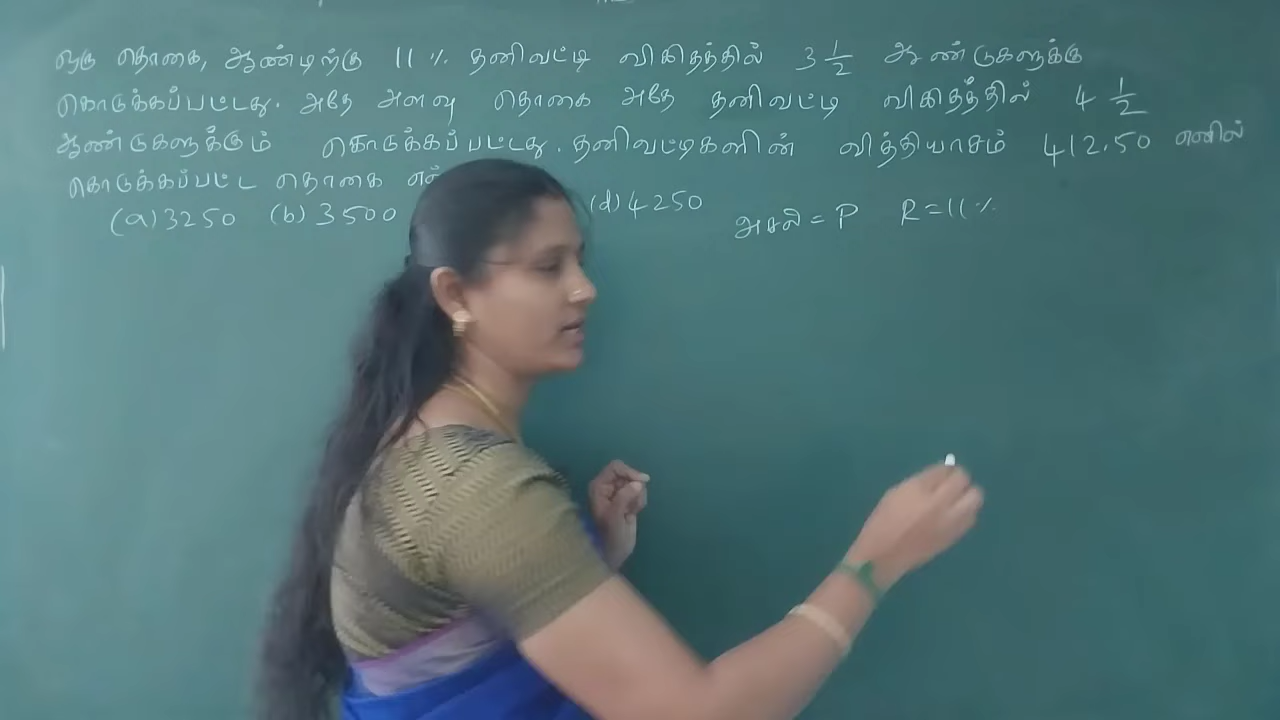 ஒரு தொகை, ஆண்டிற்கு 11 % தனிவட்டி விகிதத்தில் 3 1/2 ஆண்டுகளுக்கு
கொடுக்கப்பட்டது. அதே அளவு தொகை அதே தனிவட்டி விகிதத்தில் 4 1/2
ஆண்டுகளுக்கும் கொடுக்கப்பட்டது. தனிவட்டிகளின் வித்தியாசம் 412.50 எனில்
கொடுக்கப்பட்ட தொகை
(a) 3250 (b) 3500 (d) 4250 அசல் = P R = 11 %